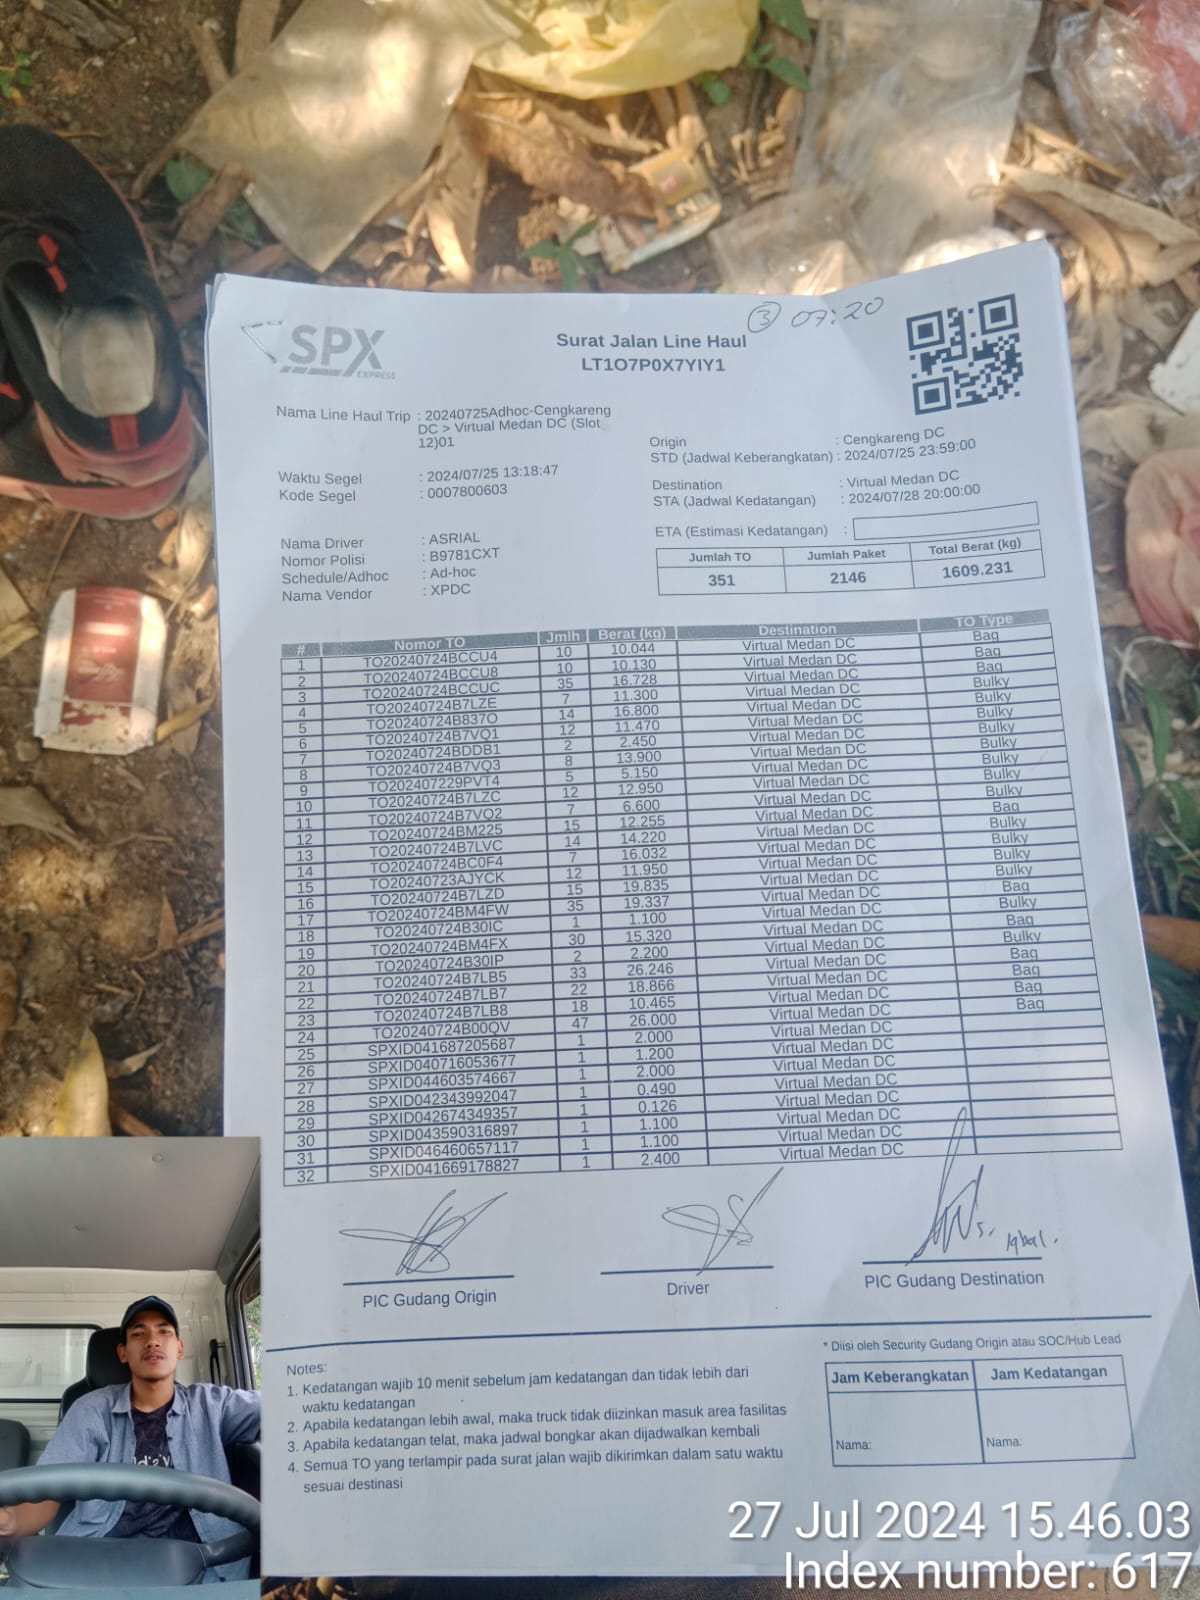 ③ 07:20
SPX
EXPRESS
Surat Jalan Line Haul
LT1O7P0X7YIY1
Nama Line Haul Trip : 20240725Adhoc-Cengkareng
DC > Virtual Medan DC (Slot
12)01
Waktu Segel : 2024/07/25 13:18:47
Kode Segel : 0007800603
Nama Driver : ASRIAL
Nomor Polisi : B9781CXT
Schedule/Adhoc : Ad-hoc
Nama Vendor : XPDC
Origin : Cengkareng DC
STD (Jadwal Keberangkatan) : 2024/07/25 23:59:00
Destination : Virtual Medan DC
STA (Jadwal Kedatangan) : 2024/07/28 20:00:00
ETA (Estimasi Kedatangan) :
Jumlah TO Jumlah Paket Total Berat (kg)
351 2146 1609.231
# Nomor TO Jmlh Berat (kg) Destination TO Type
1 TO20240724BCCU4 10 10.044 Virtual Medan DC Bag
2 TO20240724BCCU8 10 10.130 Virtual Medan DC Bag
3 TO20240724BCCUC 35 16.728 Virtual Medan DC Bag
4 TO20240724B7LZE 7 11.300 Virtual Medan DC Bulky
5 TO20240724B837O 14 16.800 Virtual Medan DC Bulky
6 TO20240724B7VQ1 12 11.470 Virtual Medan DC Bulky
7 TO20240724BDDB1 2 2.450 Virtual Medan DC Bulky
8 TO20240724B7VQ3 8 13.900 Virtual Medan DC Bulky
9 TO202407229PVT4 5 5.150 Virtual Medan DC Bulky
10 TO20240724B7LZC 12 12.950 Virtual Medan DC Bulky
11 TO20240724B7VQ2 7 6.600 Virtual Medan DC Bulky
12 TO20240724BM225 15 12.255 Virtual Medan DC Bag
13 TO20240724B7LVC 14 14.220 Virtual Medan DC Bulky
14 TO20240724BC0F4 7 16.032 Virtual Medan DC Bulky
15 TO20240723AJYCK 12 11.950 Virtual Medan DC Bulky
16 TO20240724B7LZD 15 19.835 Virtual Medan DC Bulky
17 TO20240724BM4FW 35 19.337 Virtual Medan DC Bag
18 TO20240724B30IC 1 1.100 Virtual Medan DC Bulky
19 TO20240724BM4FX 30 15.320 Virtual Medan DC Bag
20 TO20240724B30IP 2 2.200 Virtual Medan DC Bulky
21 TO20240724B7LB5 33 26.246 Virtual Medan DC Bag
22 TO20240724B7LB7 22 18.866 Virtual Medan DC Bag
23 TO20240724B7LB8 18 10.465 Virtual Medan DC Bag
24 TO20240724B00QV 47 26.000 Virtual Medan DC Bag
25 SPXID041687205687 1 2.000 Virtual Medan DC
26 SPXID040716053677 1 1.200 Virtual Medan DC
27 SPXID044603574667 1 2.000 Virtual Medan DC
28 SPXID042343992047 1 0.490 Virtual Medan DC
29 SPXID042674349357 1 0.126 Virtual Medan DC
30 SPXID043590316897 1 1.100 Virtual Medan DC
31 SPXID046460657117 1 1.100 Virtual Medan DC
32 SPXID041669178827 1 2.400 Virtual Medan DC
Iqbal.
PIC Gudang Origin Driver PIC Gudang Destination
* Diisi oleh Security Gudang Origin atau SOC/Hub Lead
Jam Keberangkatan Jam Kedatangan
Nama: Nama:
Notes:
1. Kedatangan wajib 10 menit sebelum jam kedatangan dan tidak lebih dari
waktu kedatangan
2. Apabila kedatangan lebih awal, maka truck tidak diizinkan masuk area fasilitas
3. Apabila kedatangan telat, maka jadwal bongkar akan dijadwalkan kembali
4. Semua TO yang terlampir pada surat jalan wajib dikirimkan dalam satu waktu
sesuai destinasi
27 Jul 2024 15.46.03
Index number: 617